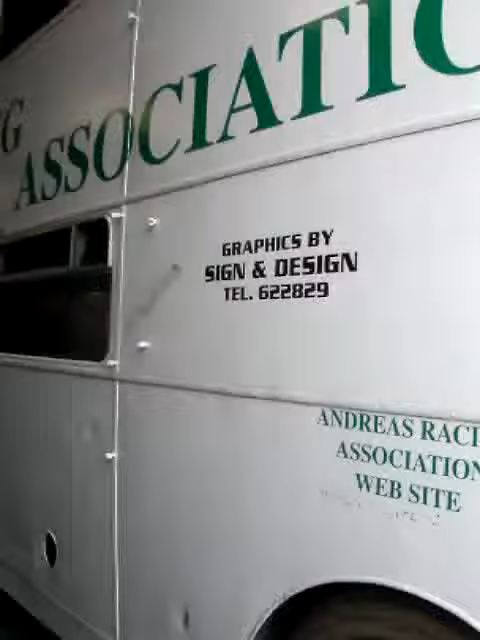 G ASSOCIATIO
GRAPHICS BY
SIGN & DESIGN
TEL. 622829
ANDREAS RACI
ASSOCIATION
WEB SITE